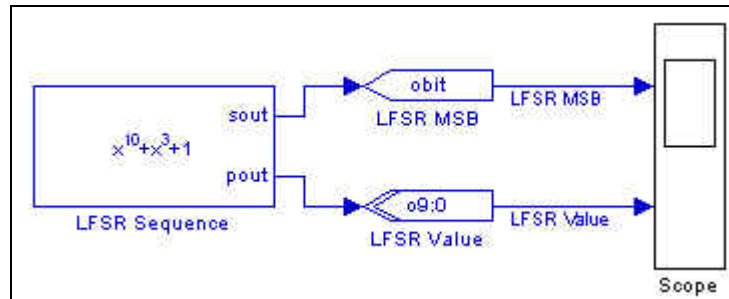 sout
x¹⁰+x³+1
pout
LFSR Sequence
obit
LFSR MSB
LFSR MSB
o9:0
LFSR Value
LFSR Value
Scope